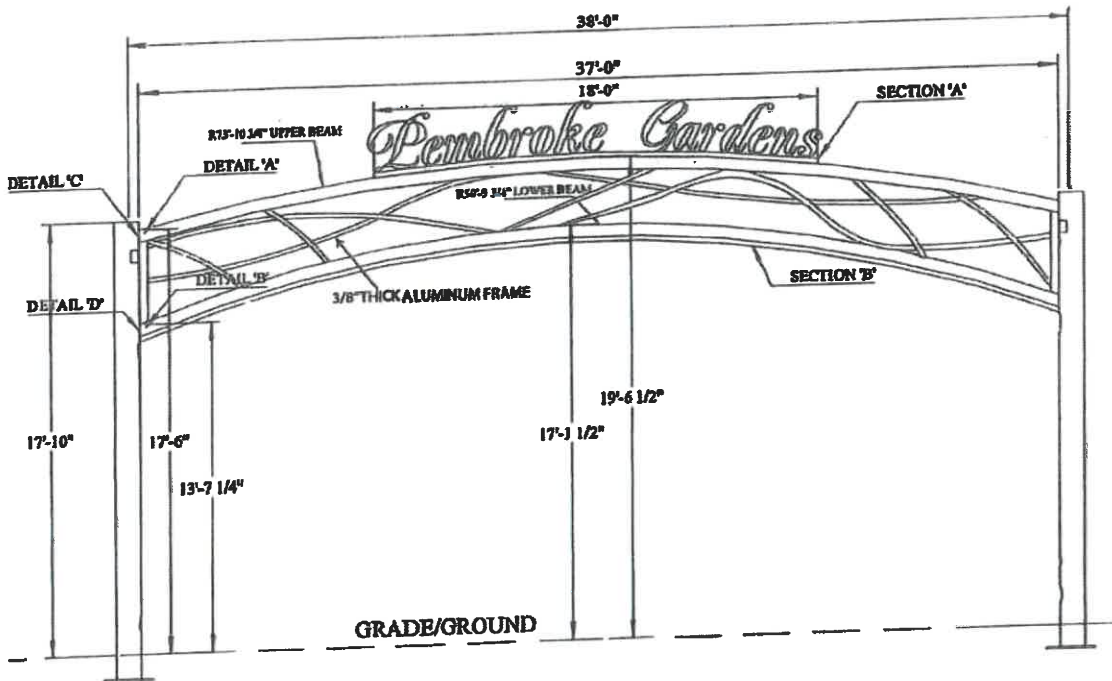 38'-0"
37'-0"
18'-0"
SECTION 'A'
Pembroke Gardens
R73'-10 3/4" UPPER BEAM
DETAIL 'A'
DETAIL 'C'
R50'-9 3/4" LOWER BEAM
DETAIL 'B'
SECTION 'B'
3/8" THICK ALUMINUM FRAME
DETAIL 'D'
19'-6 1/2"
17'-10"
17'-6"
17'-1 1/2"
13'-7 1/4"
GRADE/GROUND